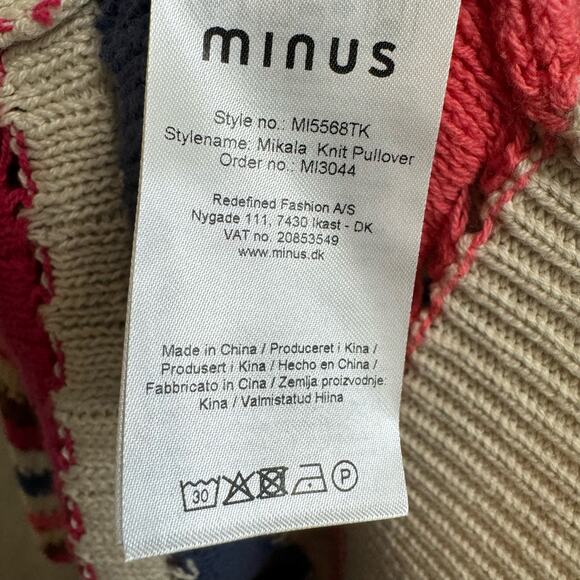 minus
Style no.: MI5568TK
Stylename: Mikala Knit Pullover
Order no.: MI3044
Redefined Fashion A/S
Nygade 111, 7430 Ikast - DK
VAT no. 20853549
www.minus.dk
Made in China / Produceret i Kina /
Produsert i Kina / Hecho en China /
Fabbricato in Cina / Zemlja proizvodnje:
Kina / Valmistatud Hiina
30 P